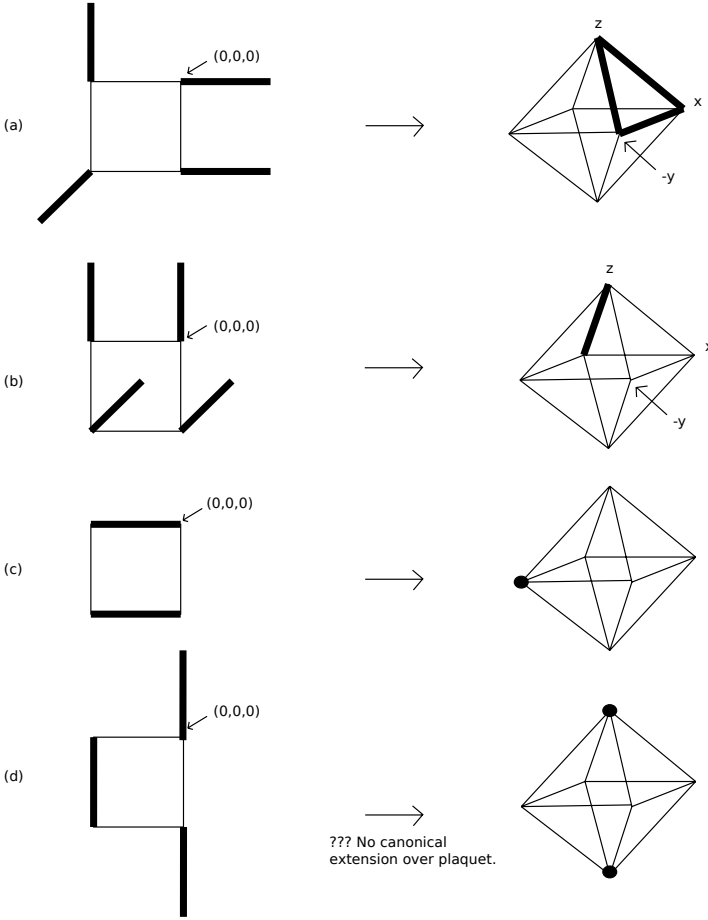 z
(0,0,0)
x
(a)
-y
z
(0,0,0)
x
(b)
-y
(0,0,0)
(c)
(0,0,0)
(d)
??? No canonical
extension over plaquet.